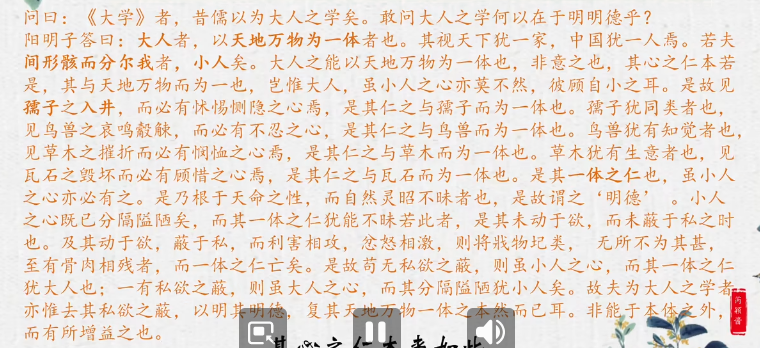 问曰：《大学》者，昔儒以为大人之学矣。敢问大人之学何以在于明明德乎？
阳明子答曰：大人者，以天地万物为一体者也。其视天下犹一家，中国犹一人焉。若夫
间形骸而分尔我者，小人矣。大人之能以天地万物为一体也，非意之也，其心之仁本若
是，其与天地万物而为一也，岂惟大人，虽小人之心亦莫不然，彼顾自小之耳。是故见
孺子之入井，而必有怵惕恻隐之心焉，是其仁之与孺子而为一体也。孺子犹同类者也，
见鸟兽之哀鸣觳觫，而必有不忍之心，是其仁之与鸟兽而为一体也。鸟兽犹有知觉者也，
见草木之摧折而必有悯恤之心焉，是其仁之与草木而为一体也。草木犹有生意者也，见
瓦石之毁坏而必有顾惜之心焉，是其仁之与瓦石而为一体也。是其一体之仁也，虽小人
之心亦必有之。是乃根于天命之性，而自然灵昭不昧者也，是故谓之‘明德’。小人
之心既已分隔隘陋矣，而其一体之仁犹能不昧若此者，是其未动于欲，而未蔽于私之时
也。及其动于欲，蔽于私，而利害相攻，忿怒相激，则将戕物圮类， 无所不为其甚，
至有骨肉相残者，而一体之仁亡矣。是故苟无私欲之蔽，则虽小人之心，而其一体之仁
犹大人也；一有私欲之蔽，则虽大人之心，而其分隔隘陋犹小人矣。故夫为大人之学者
亦惟去其私欲之蔽，以明其明德，复其天地万物一体之本然而已耳。非能于本体之外，
而有所增益之也。
其心之仁本若如此